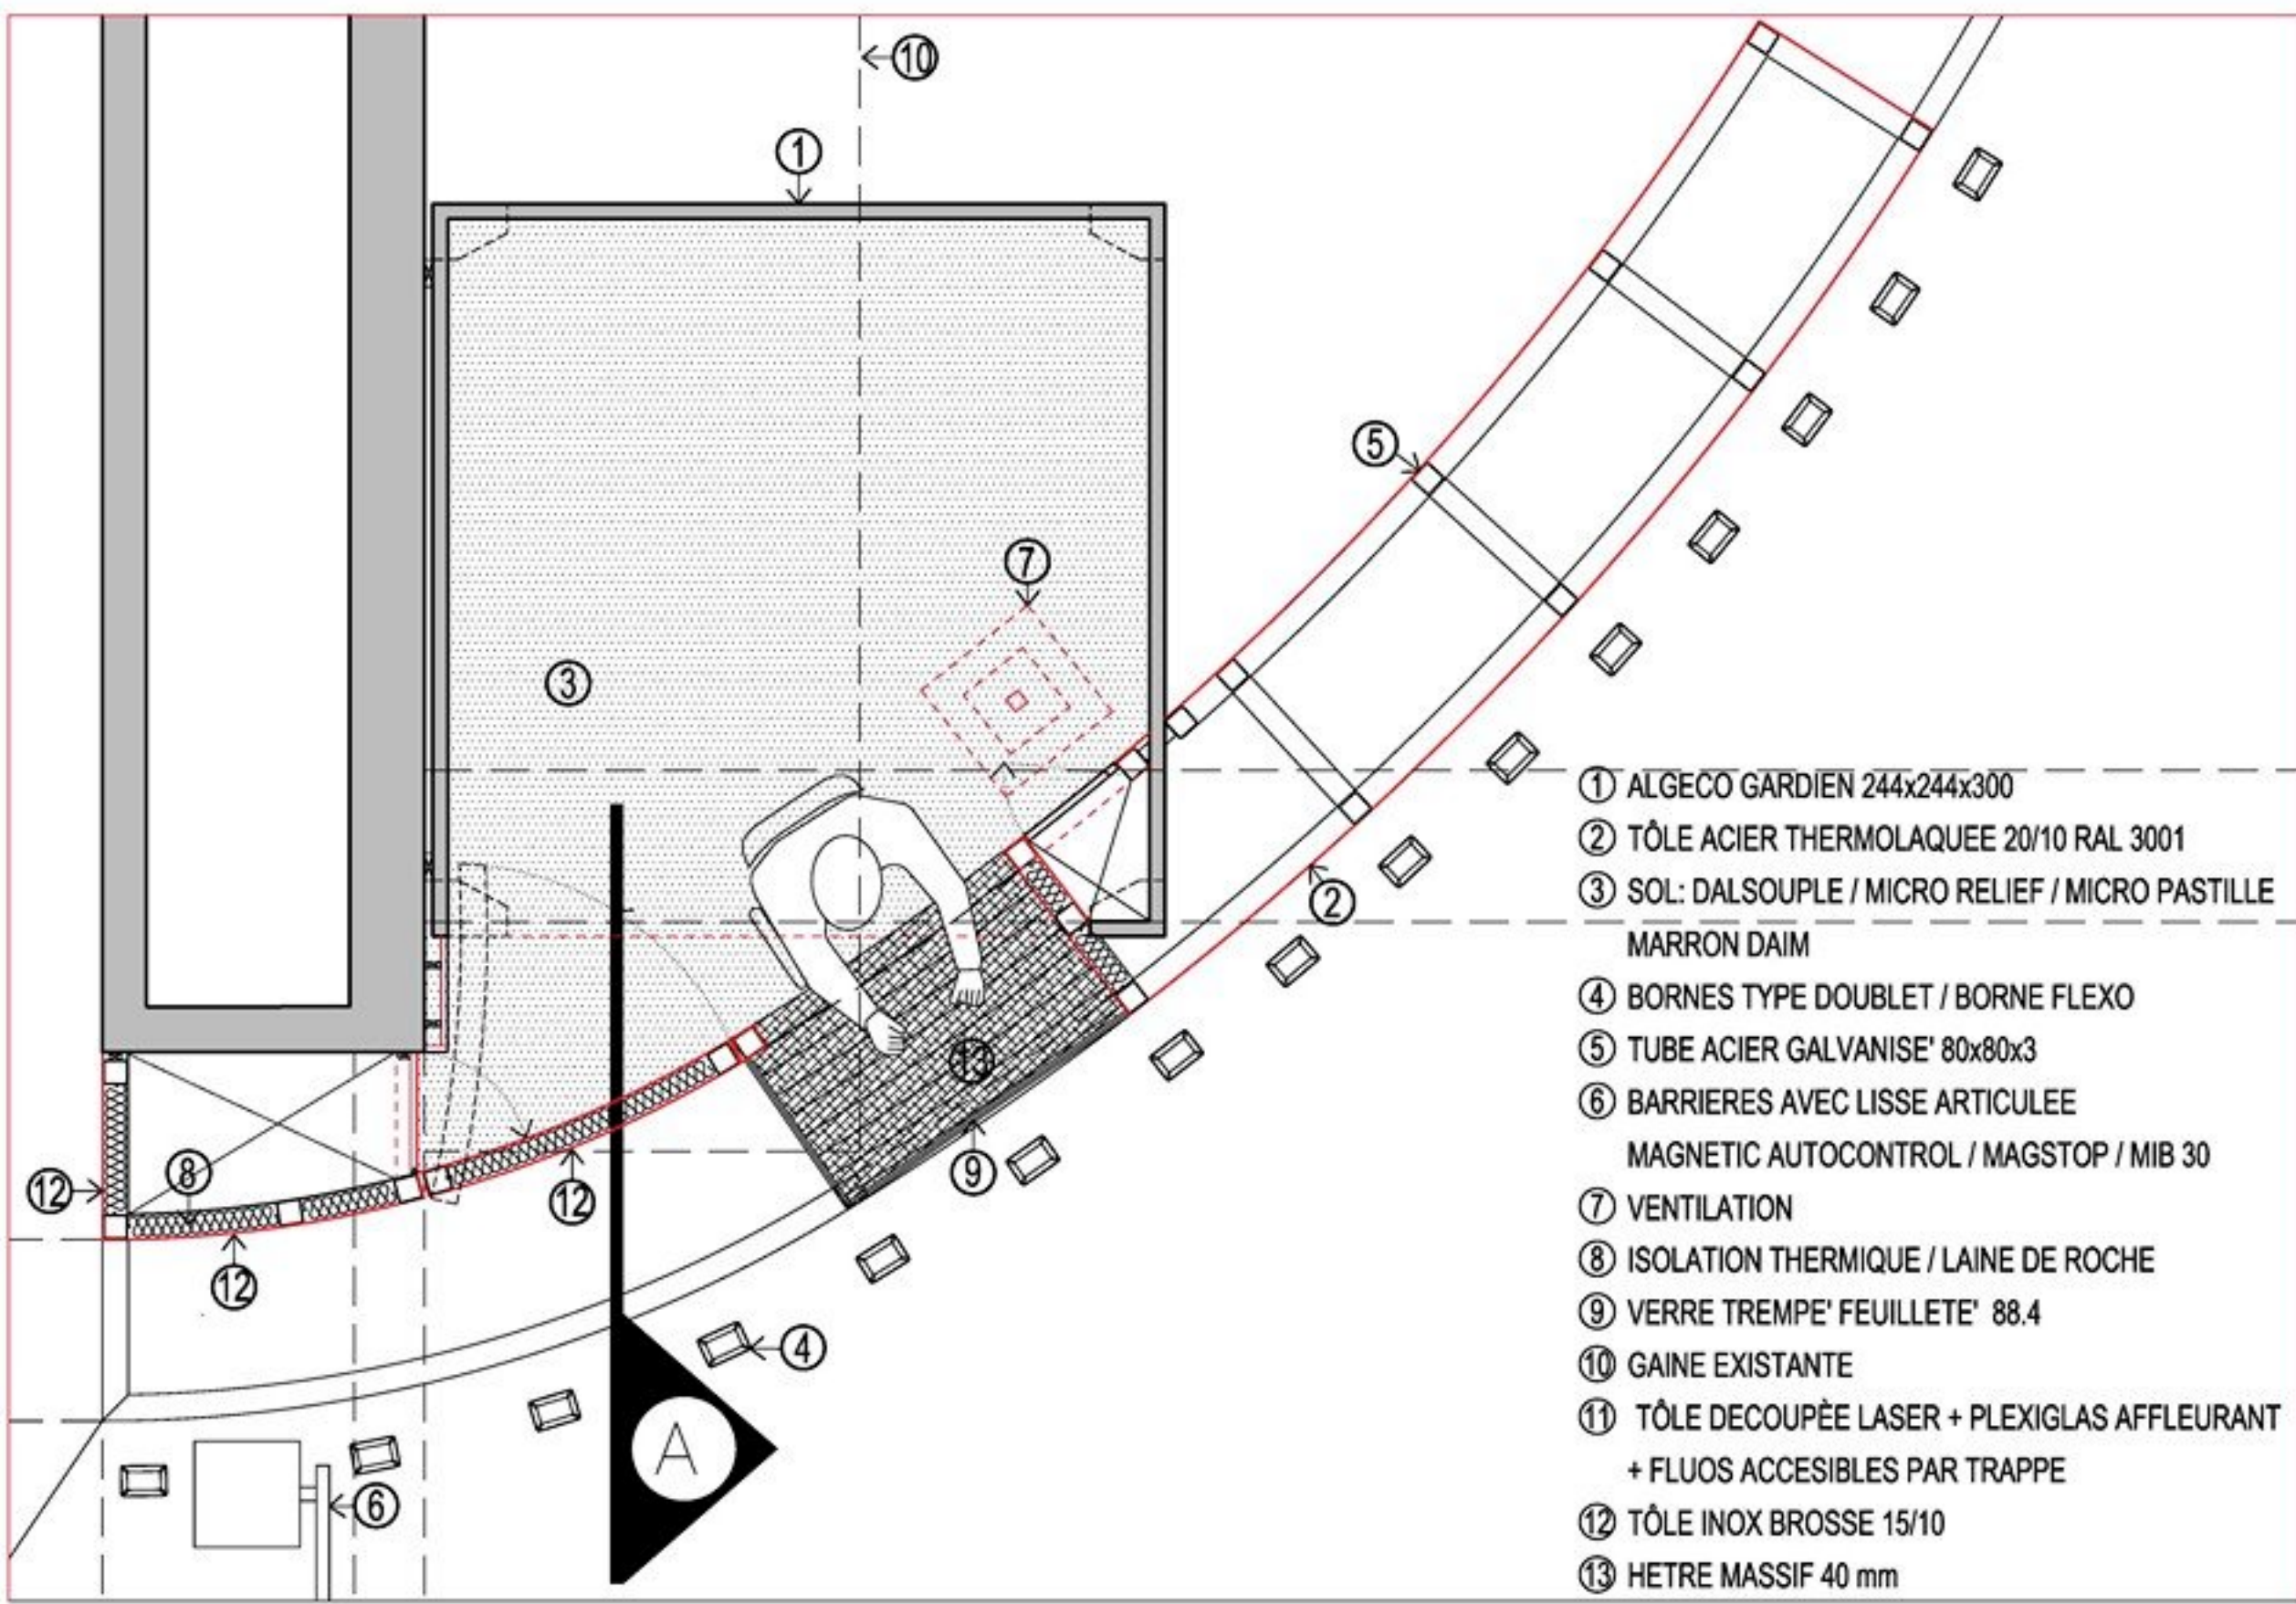 10
1
5
7
3
2
13
8
12
12
9
12
4
A
6
1 ALGECO GARDIEN 244x244x300
2 TÔLE ACIER THERMOLAQUEE 20/10 RAL 3001
3 SOL: DALSOUPLE / MICRO RELIEF / MICRO PASTILLE
MARRON DAIM
4 BORNES TYPE DOUBLET / BORNE FLEXO
5 TUBE ACIER GALVANISE' 80x80x3
6 BARRIERES AVEC LISSE ARTICULEE
MAGNETIC AUTOCONTROL / MAGSTOP / MIB 30
7 VENTILATION
8 ISOLATION THERMIQUE / LAINE DE ROCHE
9 VERRE TREMPE' FEUILLETE' 88.4
10 GAINE EXISTANTE
11 TÔLE DECOUPÈE LASER + PLEXIGLAS AFFLEURANT
+ FLUOS ACCESIBLES PAR TRAPPE
12 TÔLE INOX BROSSE 15/10
13 HETRE MASSIF 40 mm